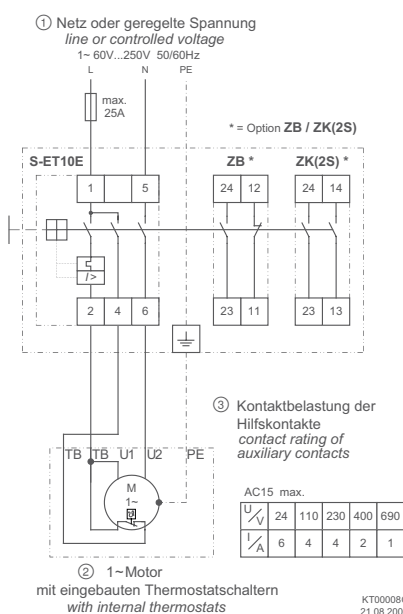 ① Netz oder geregelte Spannung
line or controlled voltage
1~ 60V...250V 50/60Hz
L N PE
max.
25A
* = Option ZB / ZK(2S)
S-ET10E ZB * ZK(2S) *
1 5 24 12 24 14
I >
2 4 6 23 11 23 13
③ Kontaktbelastung der
Hilfskontakte
contact rating of
auxiliary contacts
TB TB U1 U2 PE
M
1~
AC15 max.
U/V 24 110 230 400 690
I/A 6 4 4 2 1
② 1~Motor
mit eingebauten Thermostatschaltern
with internal thermostats